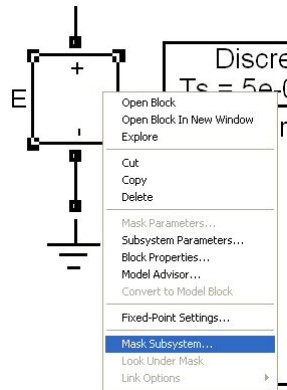 Discre
Ts = 5e-0
+
E
-
Open Block
Open Block In New Window
Explore
Cut
Copy
Delete
Mask Parameters...
Subsystem Parameters...
Block Properties...
Model Advisor...
Convert to Model Block
Fixed-Point Settings...
Mask Subsystem...
Look Under Mask
Link Options